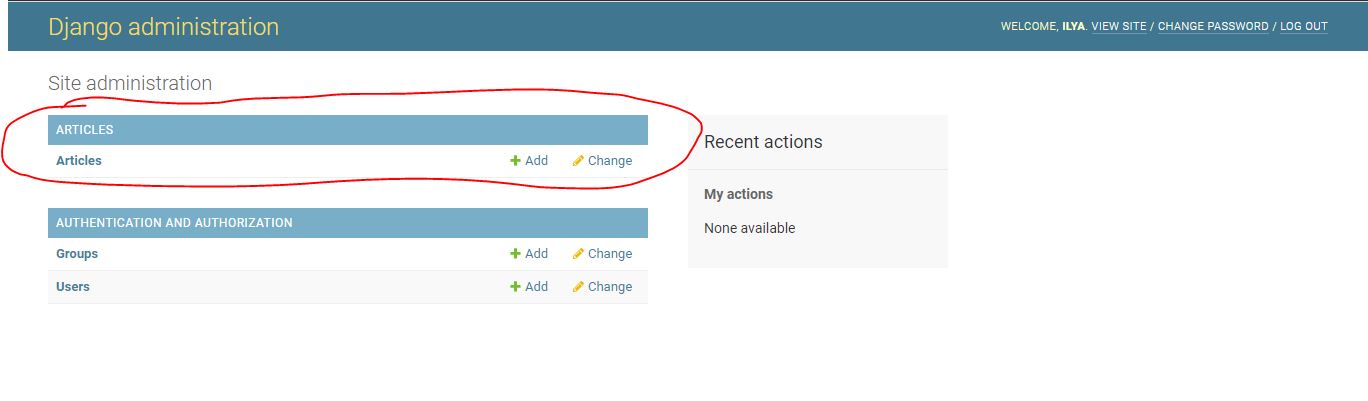 Django administration
WELCOME, ILYA. VIEW SITE / CHANGE PASSWORD / LOG OUT
Site administration
ARTICLES
Articles Add Change
AUTHENTICATION AND AUTHORIZATION
Groups Add Change
Users Add Change
Recent actions
My actions
None available